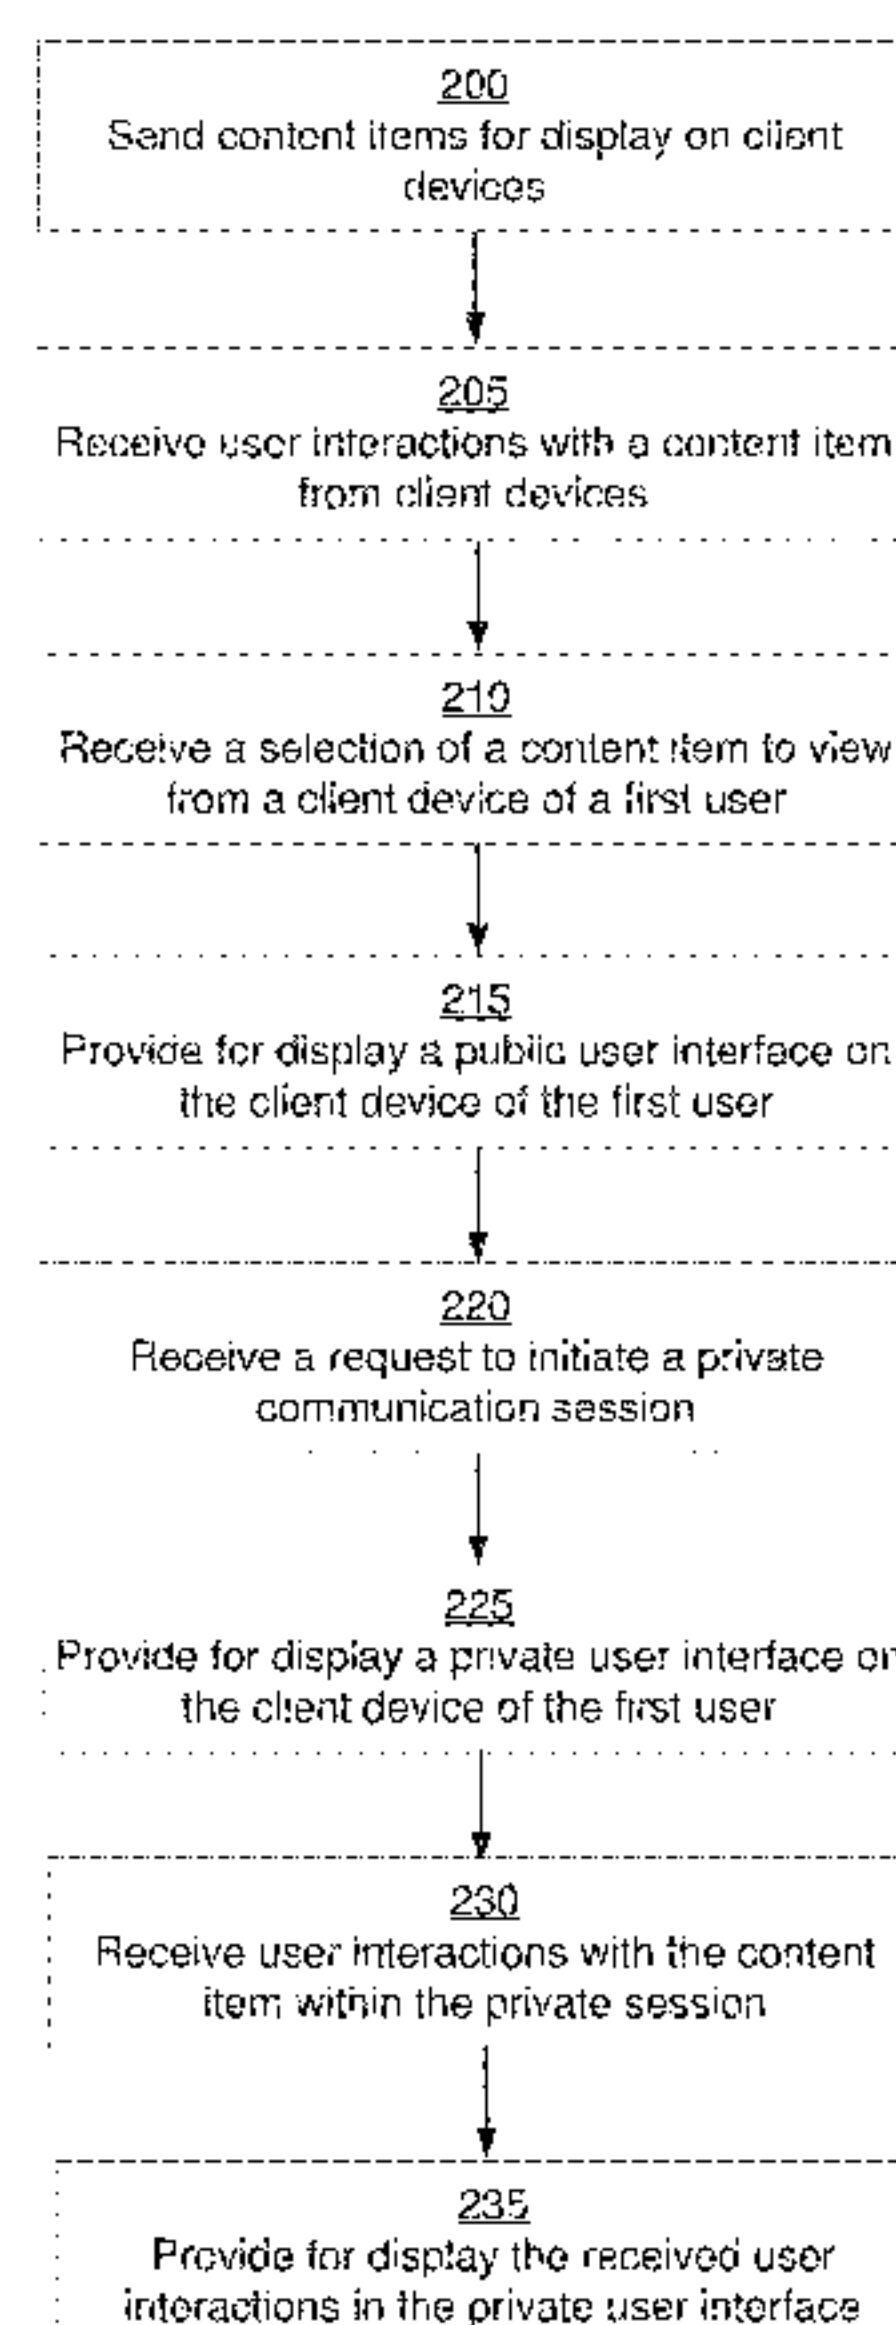 200
Send content items for display on client
devices
205
Receive user interactions with a content item
from client devices
210
Receive a selection of a content item to view
from a client device of a first user
215
Provide for display a public user interface on
the client device of the first user
220
Receive a request to initiate a private
communication session
225
Provide for display a private user interface on
the client device of the first user
230
Receive user interactions with the content
item within the private session
235
Provide for display the received user
interactions in the private user interface